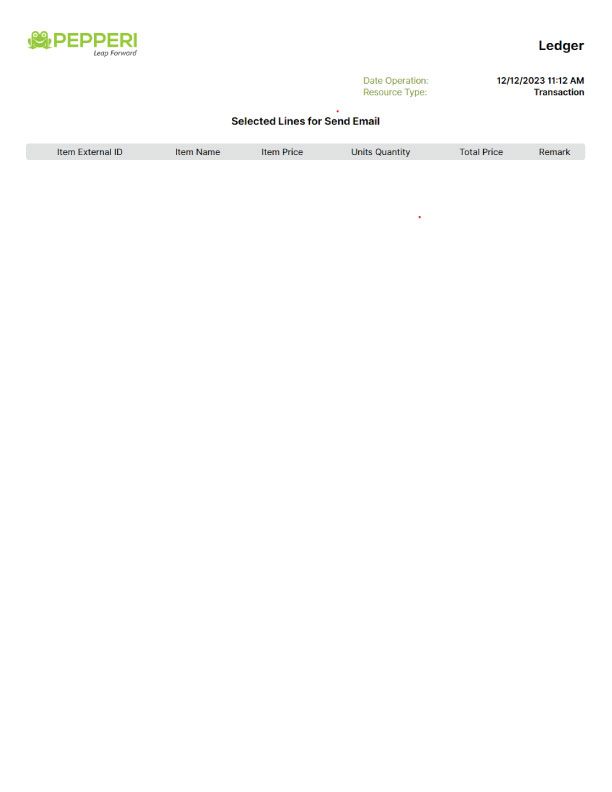 PEPPERI
Leap Forward
Ledger
Date Operation: 12/12/2023 11:12 AM
Resource Type: Transaction
Selected Lines for Send Email
Item External ID Item Name Item Price Units Quantity Total Price Remark